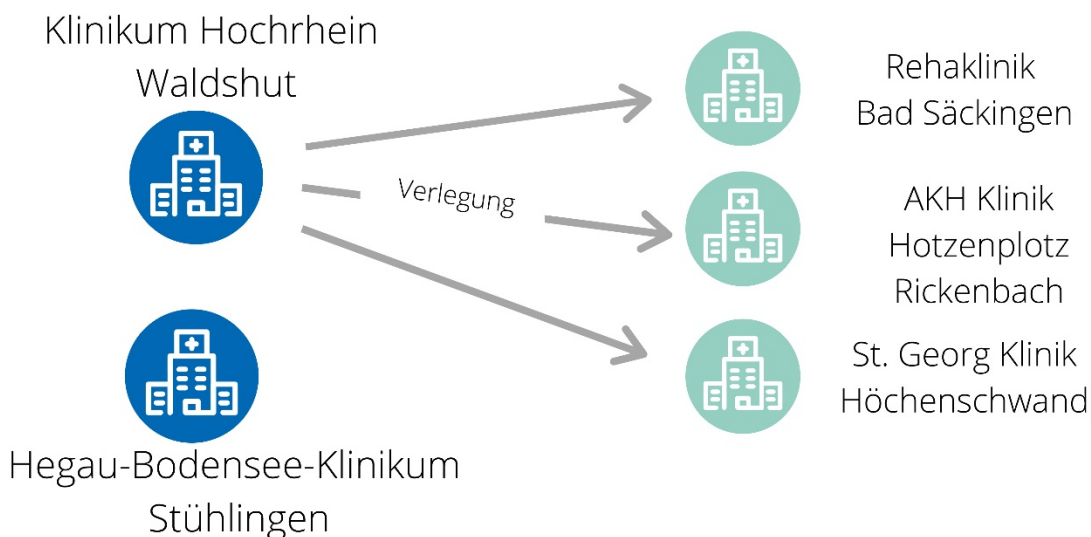 Klinikum Hochrhein
Waldshut
Verlegung
Hegau-Bodensee-Klinikum
Stühlingen
Rehaklinik
Bad Säckingen
AKH Klinik
Hotzenplotz
Rickenbach
St. Georg Klinik
Höchenschwand